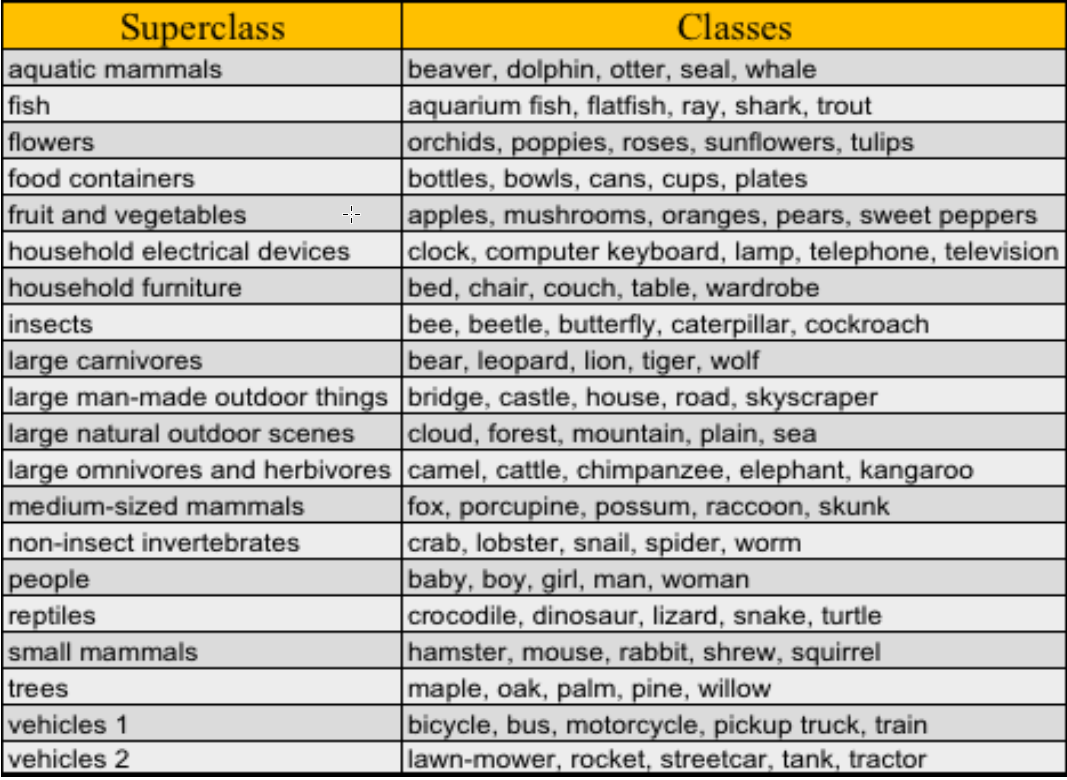 Superclass Classes
aquatic mammals beaver, dolphin, otter, seal, whale
fish aquarium fish, flatfish, ray, shark, trout
flowers orchids, poppies, roses, sunflowers, tulips
food containers bottles, bowls, cans, cups, plates
fruit and vegetables apples, mushrooms, oranges, pears, sweet peppers
household electrical devices clock, computer keyboard, lamp, telephone, television
household furniture bed, chair, couch, table, wardrobe
insects bee, beetle, butterfly, caterpillar, cockroach
large carnivores bear, leopard, lion, tiger, wolf
large man-made outdoor things bridge, castle, house, road, skyscraper
large natural outdoor scenes cloud, forest, mountain, plain, sea
large omnivores and herbivores camel, cattle, chimpanzee, elephant, kangaroo
medium-sized mammals fox, porcupine, possum, raccoon, skunk
non-insect invertebrates crab, lobster, snail, spider, worm
people baby, boy, girl, man, woman
reptiles crocodile, dinosaur, lizard, snake, turtle
small mammals hamster, mouse, rabbit, shrew, squirrel
trees maple, oak, palm, pine, willow
vehicles 1 bicycle, bus, motorcycle, pickup truck, train
vehicles 2 lawn-mower, rocket, streetcar, tank, tractor